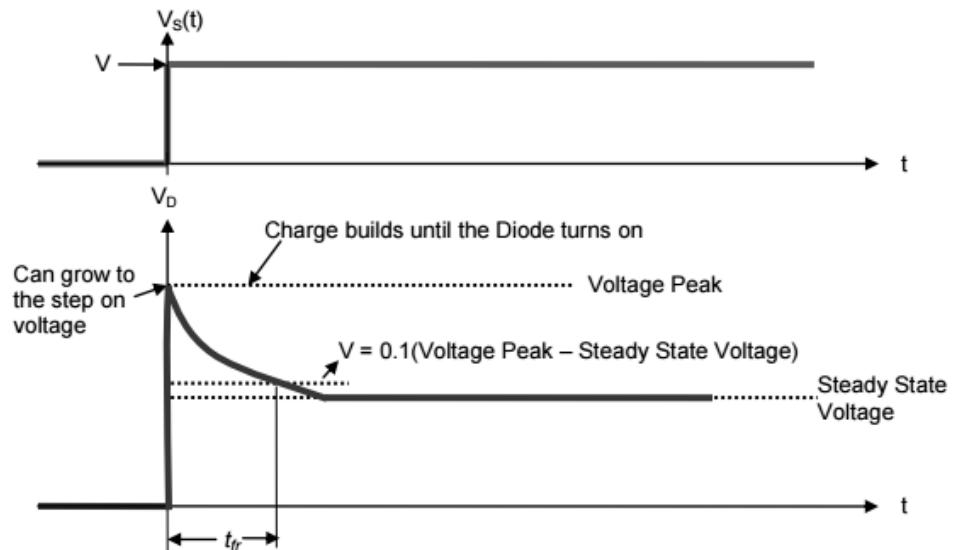 V_S(t)
V
t
V_D
Charge builds until the Diode turns on
Can grow to
the step on
voltage
Voltage Peak
V = 0.1(Voltage Peak – Steady State Voltage)
Steady State
Voltage
t
t_fr